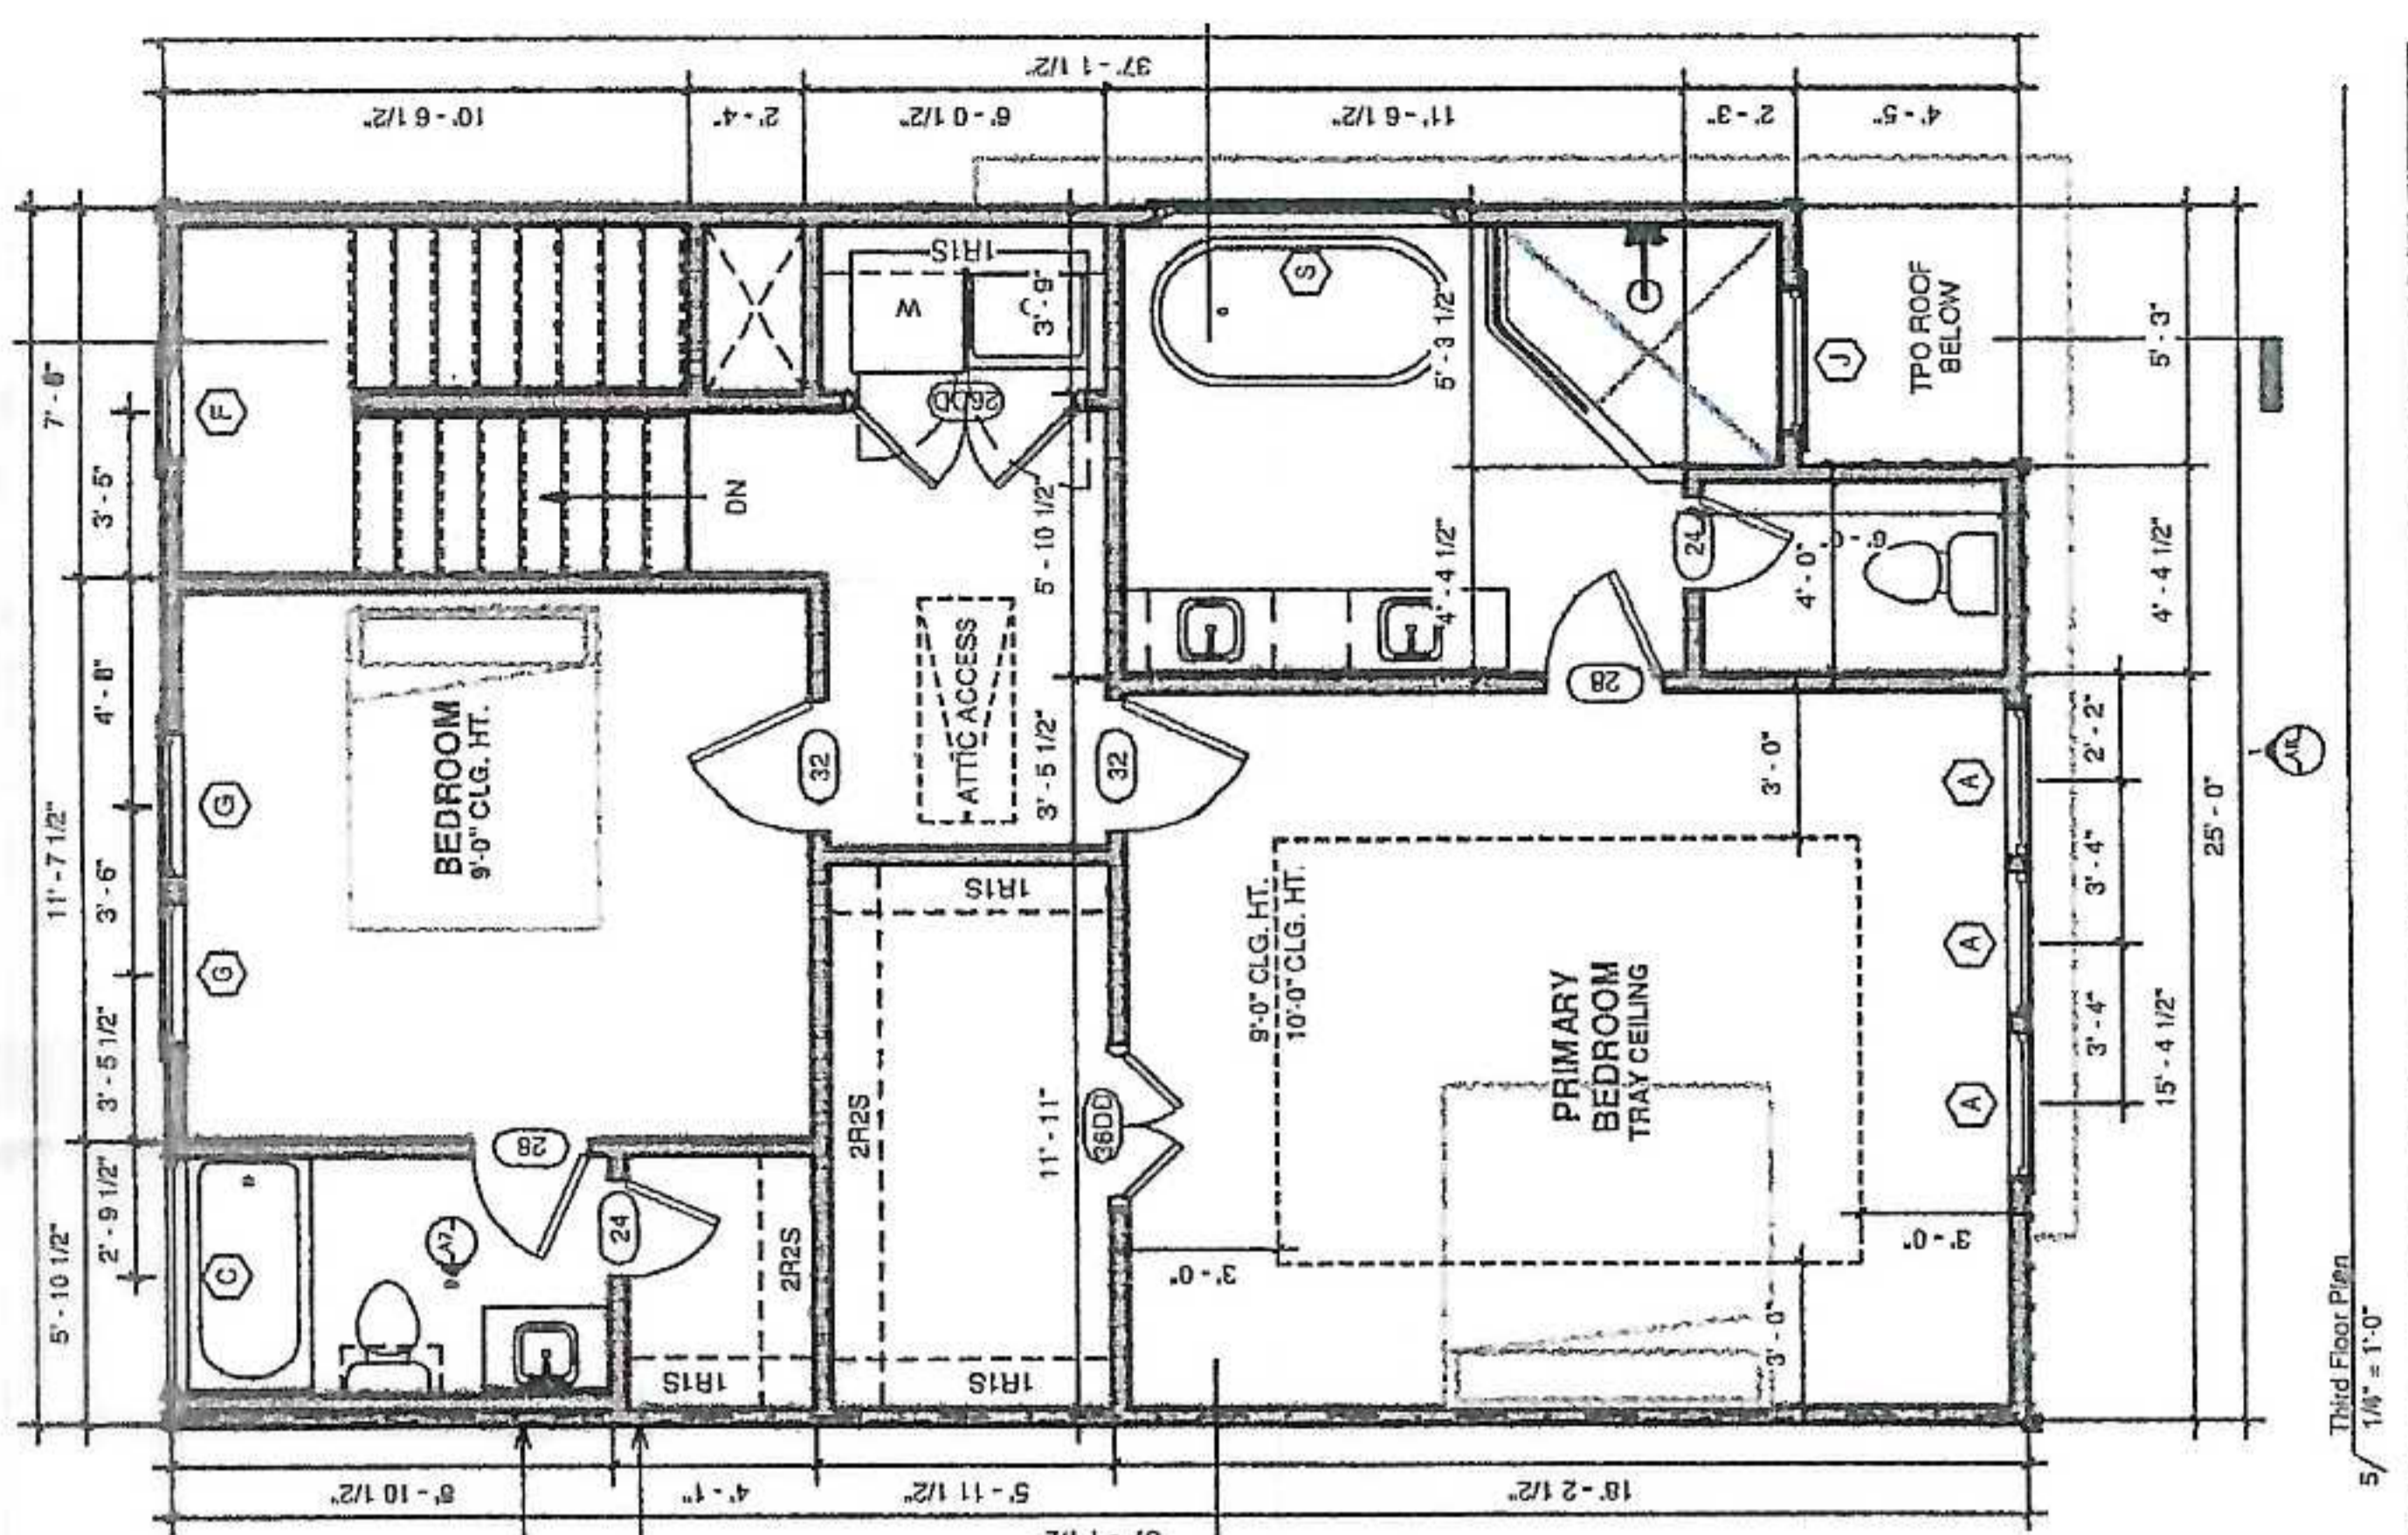 37' - 1 1/2"
10' - 6 1/2"
2' - 4"
6' - 0 1/2"
11' - 6 1/2"
2' - 3"
4' - 5"
7' - 6"
3' - 5"
11' - 7 1/2"
4' - 8"
3' - 6"
3' - 5 1/2"
5' - 10 1/2"
2' - 9 1/2"
F
G
G
C
DN
W
1R1S
3' - 9"
26DD
5' - 10 1/2"
ATTIC ACCESS
3' - 5 1/2"
BEDROOM
9'-0" CLG. HT.
32
32
28
24
A7
2R2S
1R1S
2R2S
1R1S
1R1S
11' - 11"
36DD
S
5' - 3 1/2"
4' - 4 1/2"
J
TPO ROOF
BELOW
24
4' - 0"
28
3' - 0"
9'-0" CLG. HT.
10'-0" CLG. HT.
PRIMARY
BEDROOM
TRAY CEILING
3' - 0"
3' - 0"
3' - 0"
A
A
A
5' - 3"
4' - 4 1/2"
2' - 2"
3' - 4"
3' - 4"
15' - 4 1/2"
25' - 0"
4' - 1"
5' - 11 1/2"
18' - 2 1/2"
5
Third Floor Plan
1/4" = 1'-0"